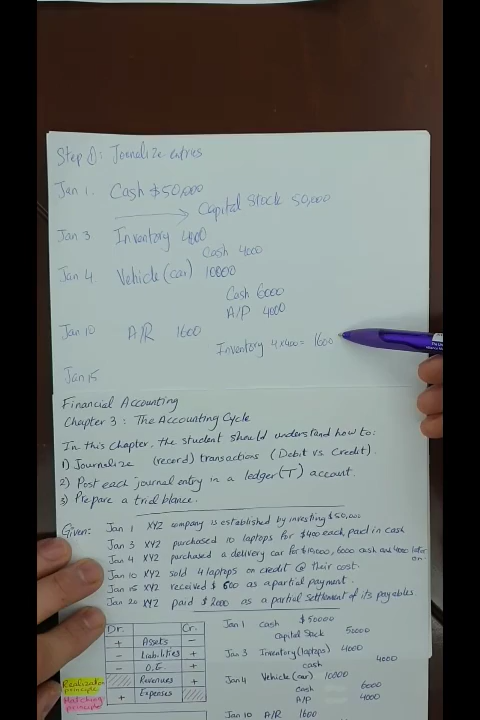 Step ①: Jornalize entries
Jan 1. Cash $50,000
Capital Stock 50,000
Jan 3 Inventory 4000
Cash 4000
Jan 4 Vehicle (car) 10000
Cash 6000
A/P 4000
Jan 10 A/R 1600
Inventory 4x400= 1600
Jan 15
Financial Accounting
Chapter 3: The Accounting Cycle
In this chapter, the student should understand how to:
1) Journalize (record) transactions (Debit vs. Credit).
2) Post each journal entry in a ledger (T) account.
3) Prepare a trial blance.
Given: Jan 1 XYZ company is established by investing $50,000
Jan 3 XYZ purchased 10 laptops for $400 each, paid in cash
Jan 4 XYZ purchased a delivery car for $10,000, 6000 cash and 4000 later on
Jan 10 XYZ sold 4 laptops on credit @ their cost.
Jan 15 XYZ received $600 as a partial payment.
Jan 20 XYZ paid $2000 as a partial settlement of its payables
Dr. Cr.
+ Assets -
- Liabilities +
- O.E. +
Revenues +
+ Expenses
Realization principle
Matching principle
Jan 1 cash $50000
Capital Stock 50000
Jan 3 Inventory (laptops) 4000
cash 4000
Jan 4 Vehicle (car) 10000
Cash 6000
A/P 4000
Jan 10 A/R 1600